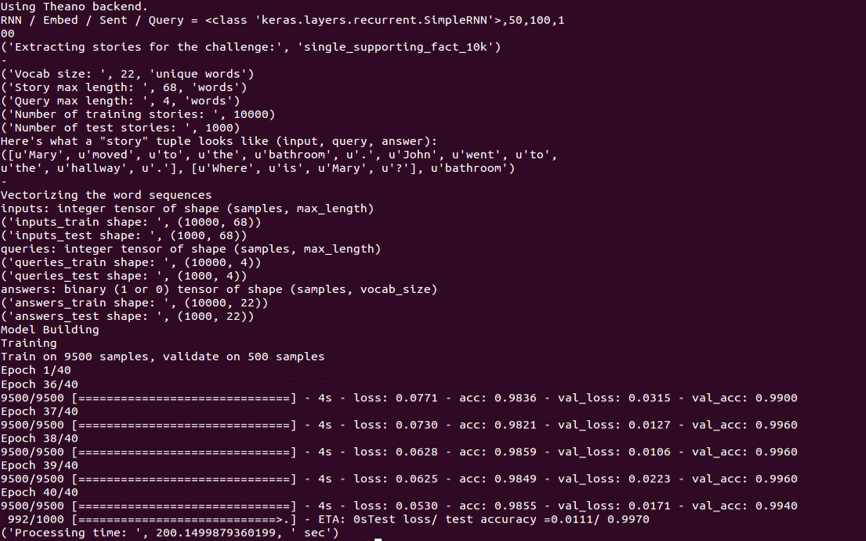 Using Theano backend.
RNN / Embed / Sent / Query = <class 'keras.layers.recurrent.SimpleRNN'>,50,100,1
00
('Extracting stories for the challenge:', 'single_supporting_fact_10k')
-
('Vocab size: ', 22, 'unique words')
('Story max length: ', 68, 'words')
('Query max length: ', 4, 'words')
('Number of training stories: ', 10000)
('Number of test stories: ', 1000)
Here's what a "story" tuple looks like (input, query, answer):
([u'Mary', u'moved', u'to', u'the', u'bathroom', u'.', u'John', u'went', u'to',
u'the', u'hallway', u'.'], [u'Where', u'is', u'Mary', u'?'], u'bathroom')
-
Vectorizing the word sequences
inputs: integer tensor of shape (samples, max_length)
('inputs_train shape: ', (10000, 68))
('inputs_test shape: ', (1000, 68))
queries: integer tensor of shape (samples, max_length)
('queries_train shape: ', (10000, 4))
('queries_test shape: ', (1000, 4))
answers: binary (1 or 0) tensor of shape (samples, vocab_size)
('answers_train shape: ', (10000, 22))
('answers_test shape: ', (1000, 22))
Model Building
Training
Train on 9500 samples, validate on 500 samples
Epoch 1/40
Epoch 36/40
9500/9500 [==============================] - 4s - loss: 0.0771 - acc: 0.9836 - val_loss: 0.0315 - val_acc: 0.9900
Epoch 37/40
9500/9500 [==============================] - 4s - loss: 0.0730 - acc: 0.9821 - val_loss: 0.0127 - val_acc: 0.9960
Epoch 38/40
9500/9500 [==============================] - 4s - loss: 0.0628 - acc: 0.9859 - val_loss: 0.0106 - val_acc: 0.9960
Epoch 39/40
9500/9500 [==============================] - 4s - loss: 0.0625 - acc: 0.9849 - val_loss: 0.0223 - val_acc: 0.9960
Epoch 40/40
9500/9500 [==============================] - 4s - loss: 0.0530 - acc: 0.9855 - val_loss: 0.0171 - val_acc: 0.9940
 992/1000 [============================>.] - ETA: 0sTest loss/ test accuracy =0.0111/ 0.9970
('Processing time: ', 200.1499879360199, ' sec')